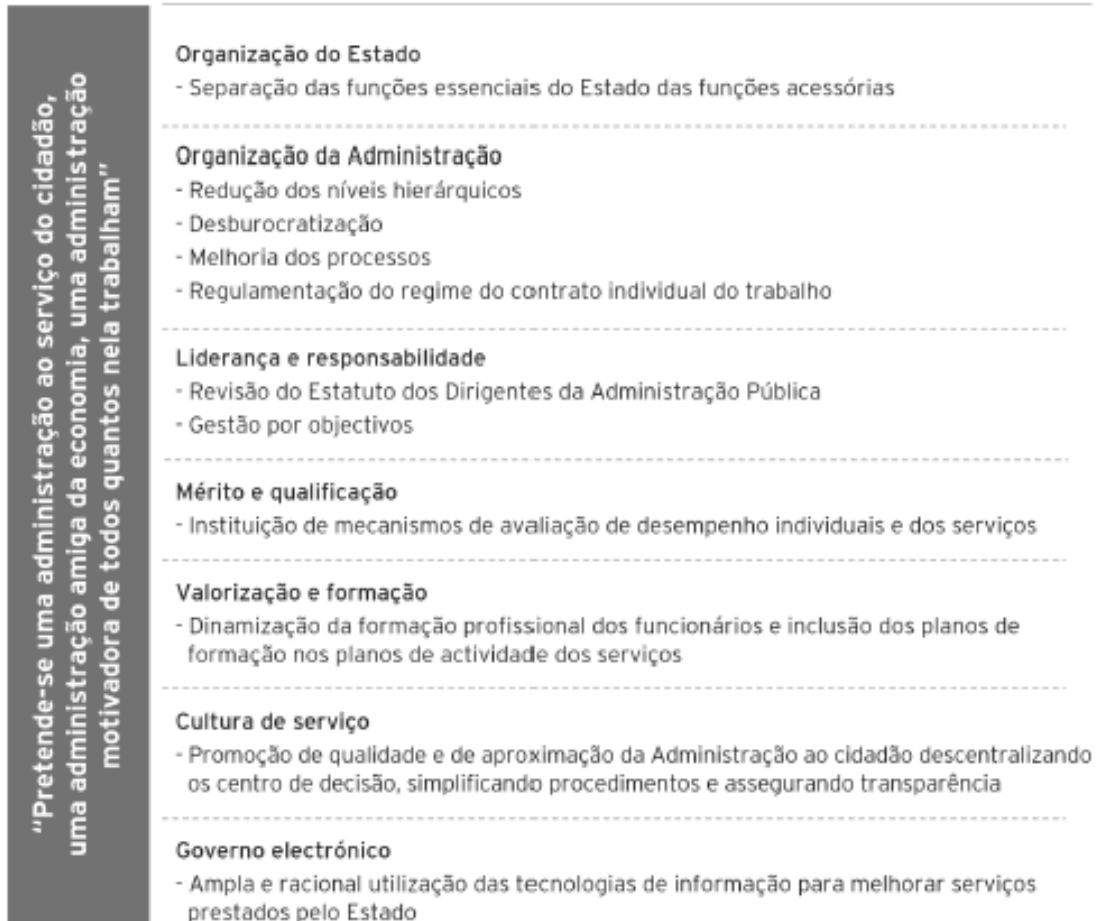 "Pretende-se uma administração ao serviço do cidadão,
uma administração amiga da economia, uma administração
motivadora de todos quantos nela trabalham"
Organização do Estado
- Separação das funções essenciais do Estado das funções acessórias
Organização da Administração
- Redução dos níveis hierárquicos
- Desburocratização
- Melhoria dos processos
- Regulamentação do regime do contrato individual do trabalho
Liderança e responsabilidade
- Revisão do Estatuto dos Dirigentes da Administração Pública
- Gestão por objectivos
Mérito e qualificação
- Instituição de mecanismos de avaliação de desempenho individuais e dos serviços
Valorização e formação
- Dinamização da formação profissional dos funcionários e inclusão dos planos de
formação nos planos de actividade dos serviços
Cultura de serviço
- Promoção de qualidade e de aproximação da Administração ao cidadão descentralizando
os centro de decisão, simplificando procedimentos e assegurando transparência
Governo electrónico
- Ampla e racional utilização das tecnologias de informação para melhorar serviços
prestados pelo Estado